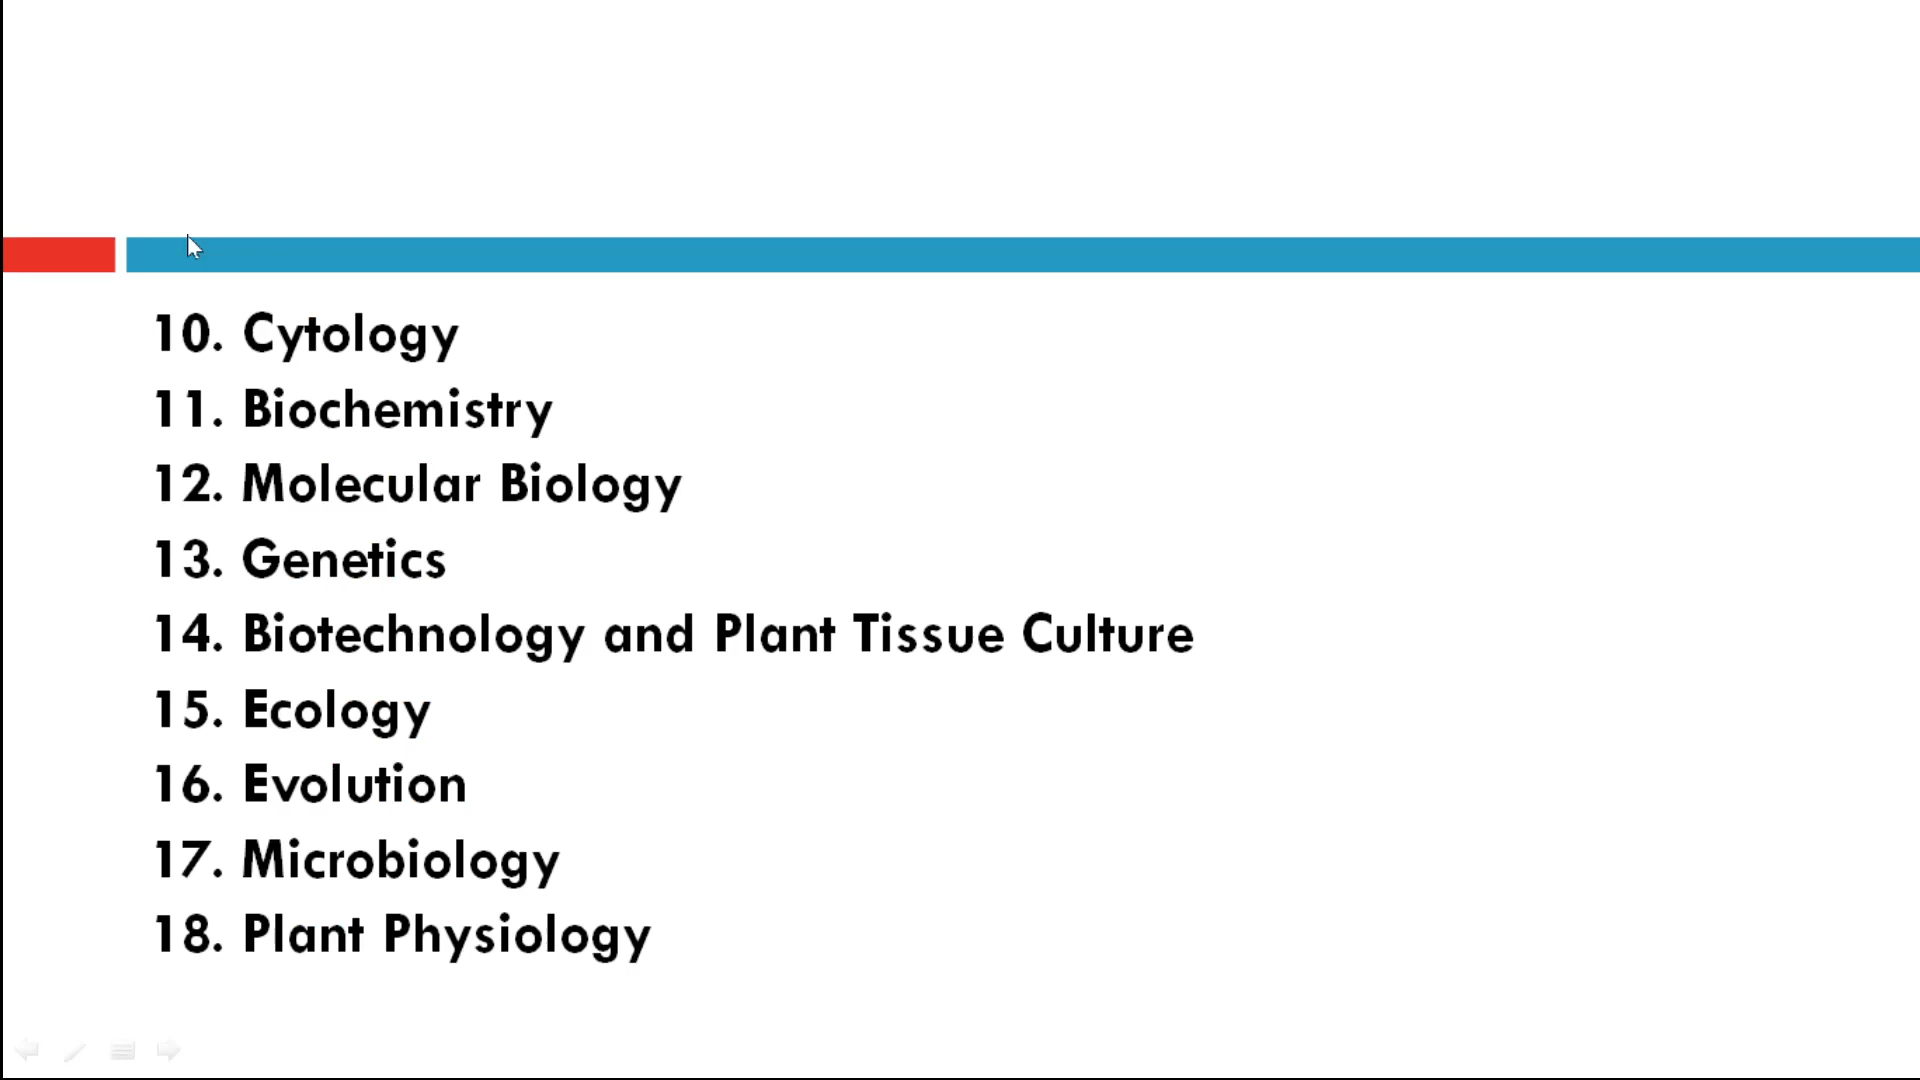 10. Cytology
11. Biochemistry
12. Molecular Biology
13. Genetics
14. Biotechnology and Plant Tissue Culture
15. Ecology
16. Evolution
17. Microbiology
18. Plant Physiology